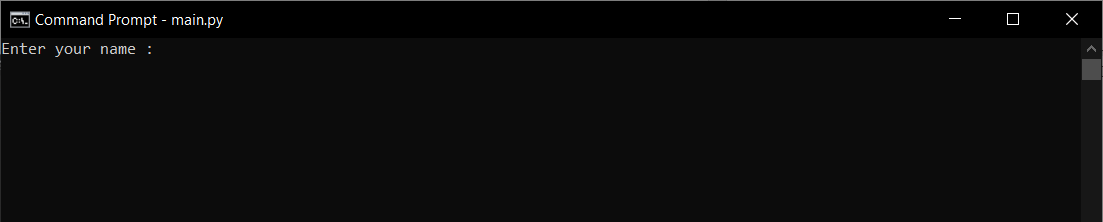 Command Prompt - main.py
Enter your name :